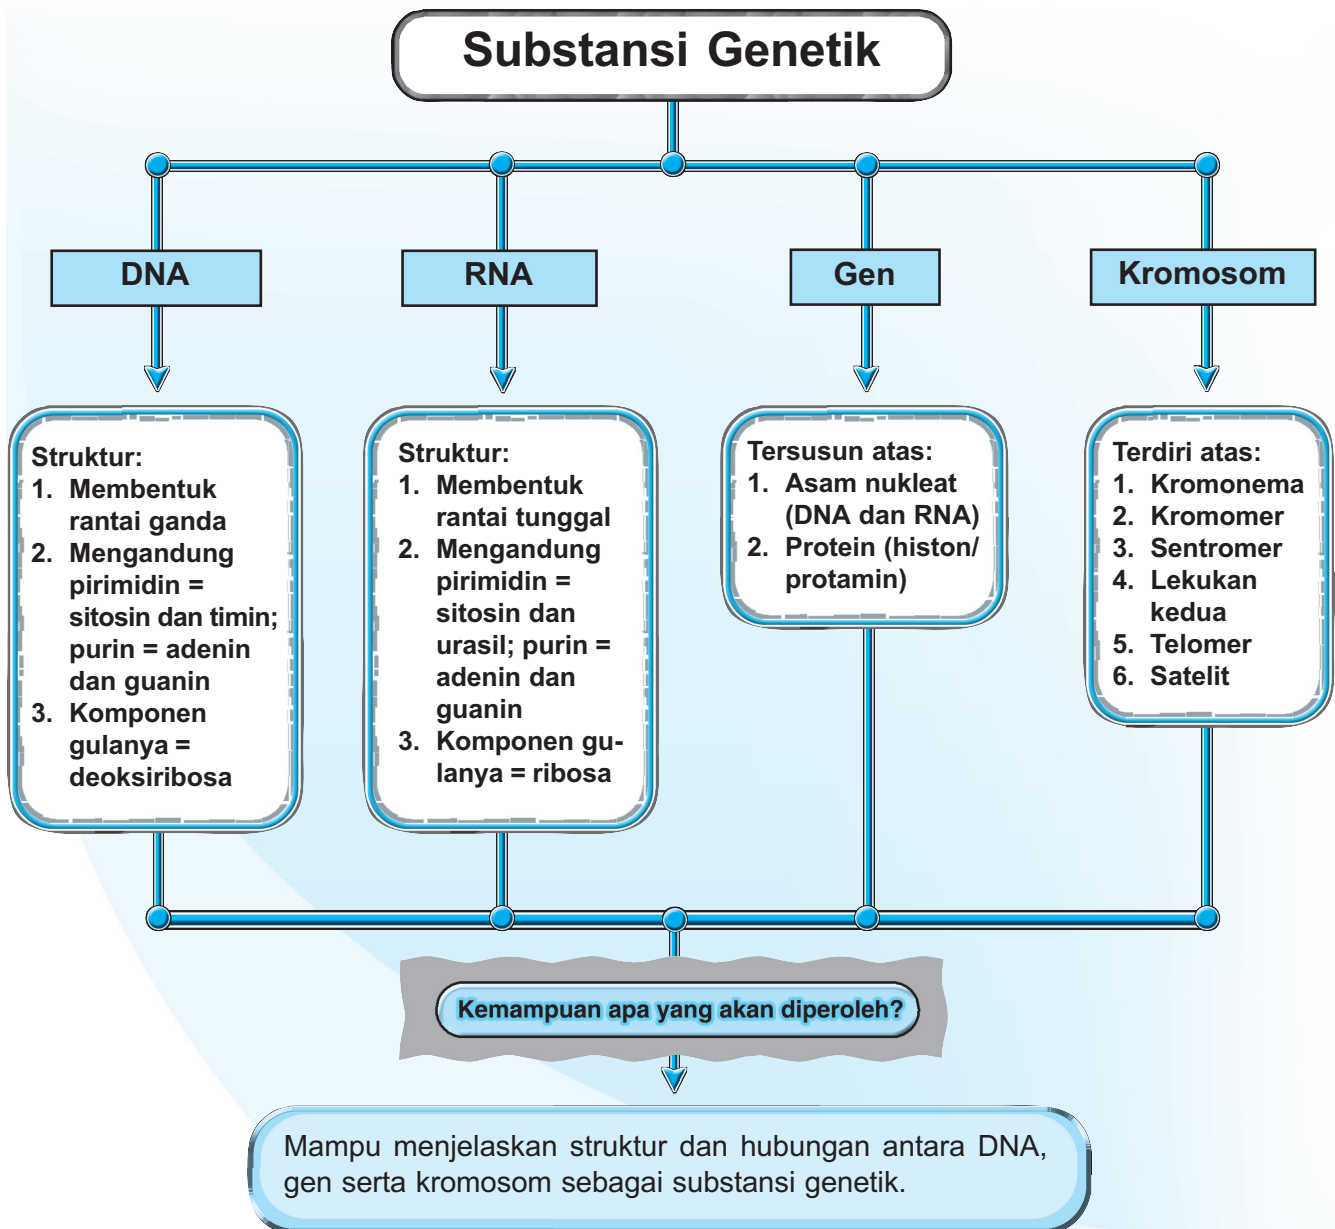 Substansi Genetik
DNA
RNA
Gen
Kromosom
Struktur:
1. Membentuk
rantai ganda
2. Mengandung
pirimidin =
sitosin dan timin;
purin = adenin
dan guanin
3. Komponen
gulanya =
deoksiribosa
Struktur:
1. Membentuk
rantai tunggal
2. Mengandung
pirimidin =
sitosin dan
urasil; purin =
adenin dan
guanin
3. Komponen gu-
lanya = ribosa
Tersusun atas:
1. Asam nukleat
(DNA dan RNA)
2. Protein (histon/
protamin)
Terdiri atas:
1. Kromonema
2. Kromomer
3. Sentromer
4. Lekukan
kedua
5. Telomer
6. Satelit
Kemampuan apa yang akan diperoleh?
Mampu menjelaskan struktur dan hubungan antara DNA,
gen serta kromosom sebagai substansi genetik.